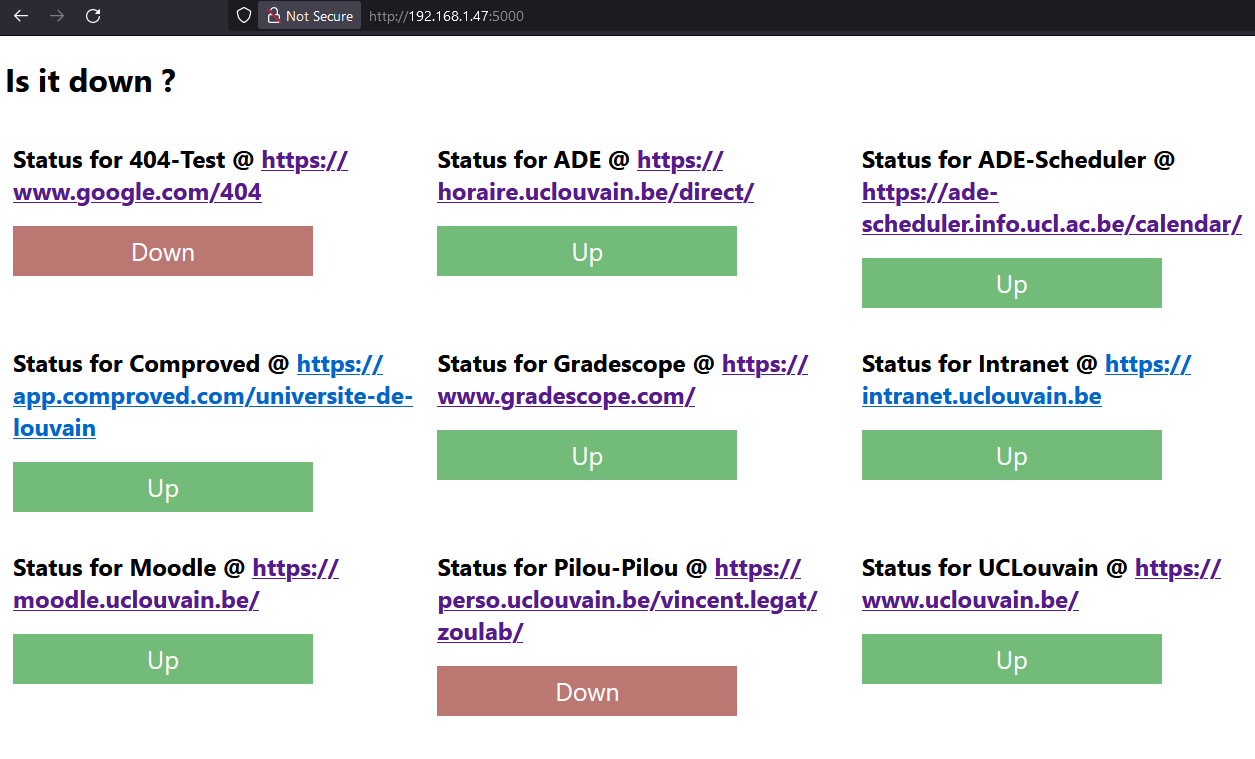 Not Secure http://192.168.1.47:5000
Is it down ?
Status for 404-Test @ https://
www.google.com/404
Down
Status for ADE @ https://
horaire.uclouvain.be/direct/
Up
Status for ADE-Scheduler @
https://ade-
scheduler.info.ucl.ac.be/calendar/
Up
Status for Comproved @ https://
app.comproved.com/universite-de-
louvain
Up
Status for Gradescope @ https://
www.gradescope.com/
Up
Status for Intranet @ https://
intranet.uclouvain.be
Up
Status for Moodle @ https://
moodle.uclouvain.be/
Up
Status for Pilou-Pilou @ https://
perso.uclouvain.be/vincent.legat/
zoulab/
Down
Status for UCLouvain @ https://
www.uclouvain.be/
Up